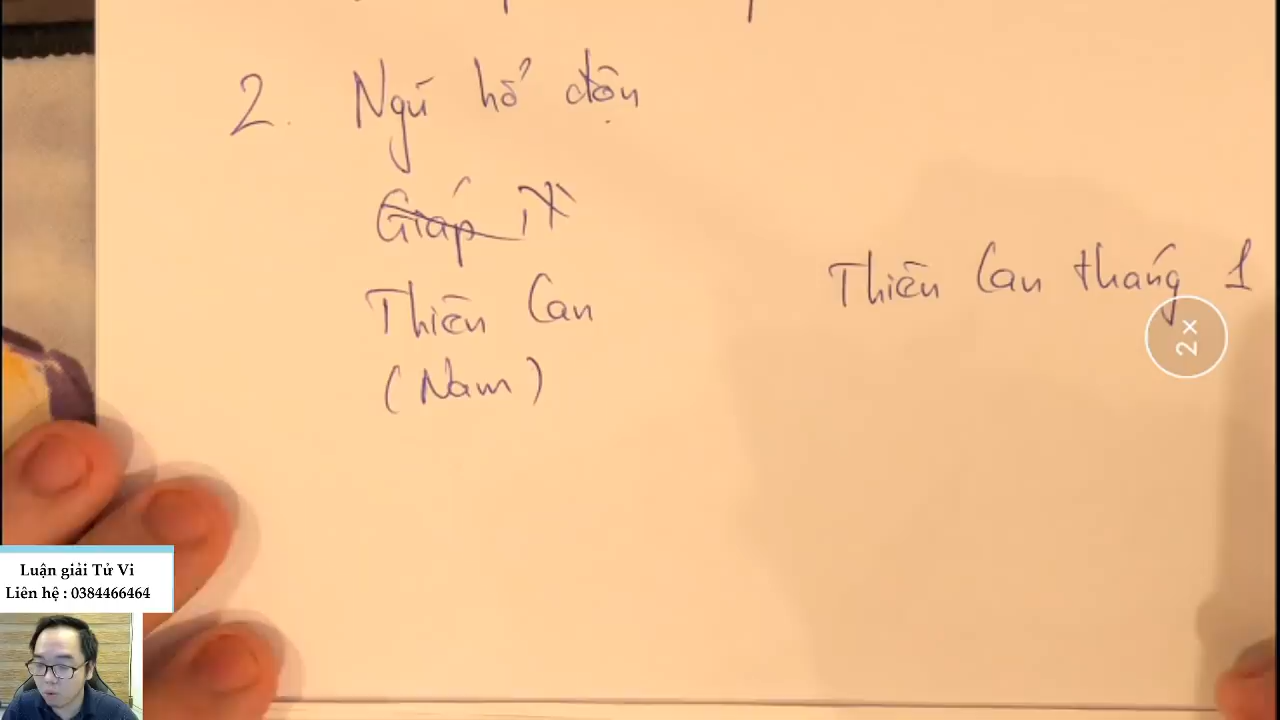 2. Ngũ hổ độn
Giáp
Thiên Can
(Năm)
Thiên Can tháng 1
2×
Luận giải Tử Vi
Liên hệ : 0384466464